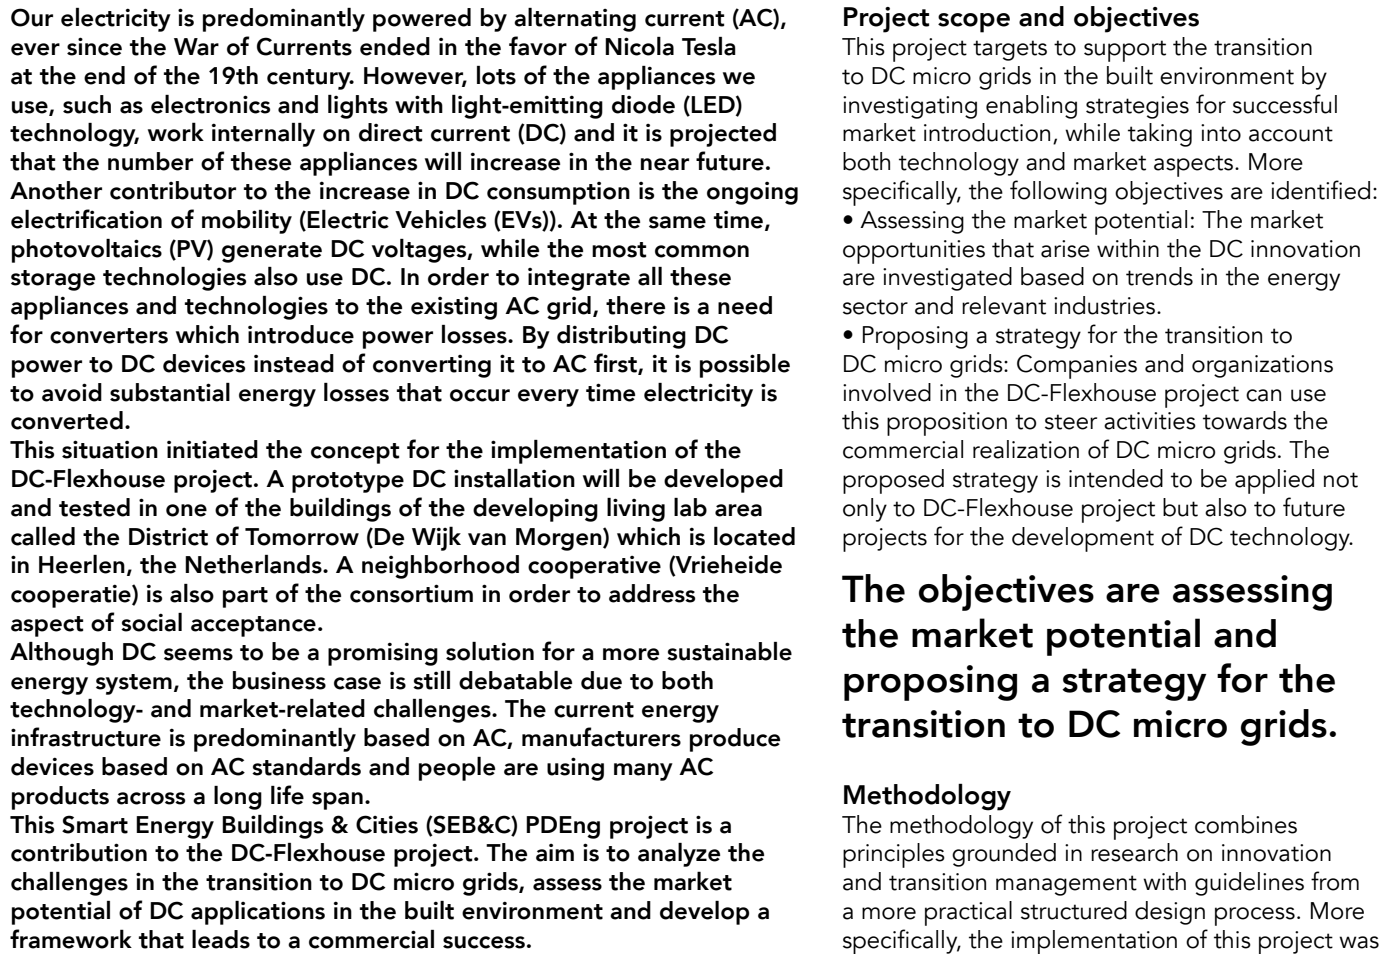 Our electricity is predominantly powered by alternating current (AC),
ever since the War of Currents ended in the favor of Nicola Tesla
at the end of the 19th century. However, lots of the appliances we
use, such as electronics and lights with light-emitting diode (LED)
technology, work internally on direct current (DC) and it is projected
that the number of these appliances will increase in the near future.
Another contributor to the increase in DC consumption is the ongoing
electrification of mobility (Electric Vehicles (EVs)). At the same time,
photovoltaics (PV) generate DC voltages, while the most common
storage technologies also use DC. In order to integrate all these
appliances and technologies to the existing AC grid, there is a need
for converters which introduce power losses. By distributing DC
power to DC devices instead of converting it to AC first, it is possible
to avoid substantial energy losses that occur every time electricity is
converted.
This situation initiated the concept for the implementation of the
DC-Flexhouse project. A prototype DC installation will be developed
and tested in one of the buildings of the developing living lab area
called the District of Tomorrow (De Wijk van Morgen) which is located
in Heerlen, the Netherlands. A neighborhood cooperative (Vrieheide
cooperatie) is also part of the consortium in order to address the
aspect of social acceptance.
Although DC seems to be a promising solution for a more sustainable
energy system, the business case is still debatable due to both
technology- and market-related challenges. The current energy
infrastructure is predominantly based on AC, manufacturers produce
devices based on AC standards and people are using many AC
products across a long life span.
This Smart Energy Buildings & Cities (SEB&C) PDEng project is a
contribution to the DC-Flexhouse project. The aim is to analyze the
challenges in the transition to DC micro grids, assess the market
potential of DC applications in the built environment and develop a
framework that leads to a commercial success.
Project scope and objectives
This project targets to support the transition
to DC micro grids in the built environment by
investigating enabling strategies for successful
market introduction, while taking into account
both technology and market aspects. More
specifically, the following objectives are identified:
• Assessing the market potential: The market
opportunities that arise within the DC innovation
are investigated based on trends in the energy
sector and relevant industries.
• Proposing a strategy for the transition to
DC micro grids: Companies and organizations
involved in the DC-Flexhouse project can use
this proposition to steer activities towards the
commercial realization of DC micro grids. The
proposed strategy is intended to be applied not
only to DC-Flexhouse project but also to future
projects for the development of DC technology.
The objectives are assessing
the market potential and
proposing a strategy for the
transition to DC micro grids.
Methodology
The methodology of this project combines
principles grounded in research on innovation
and transition management with guidelines from
a more practical structured design process. More
specifically, the implementation of this project was